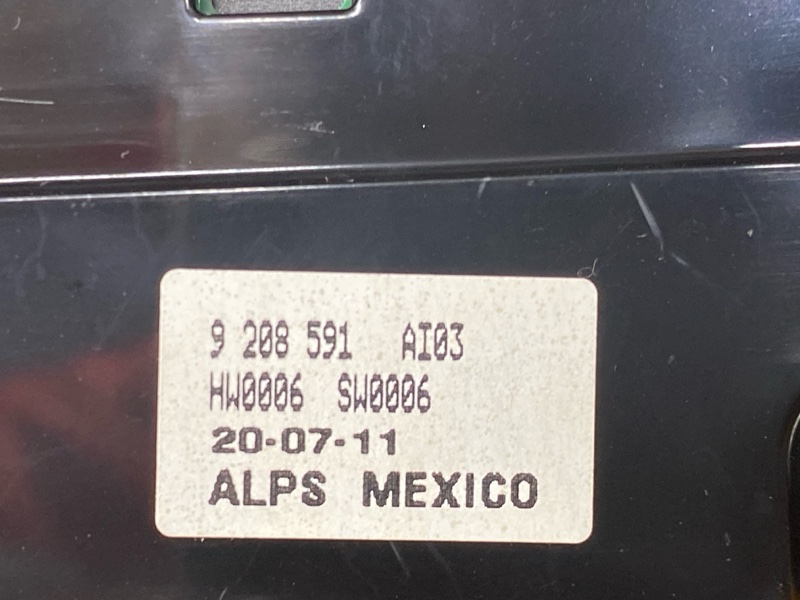 9 208 591 AI03
HW0006 SW0006
20-07-11
ALPS MEXICO